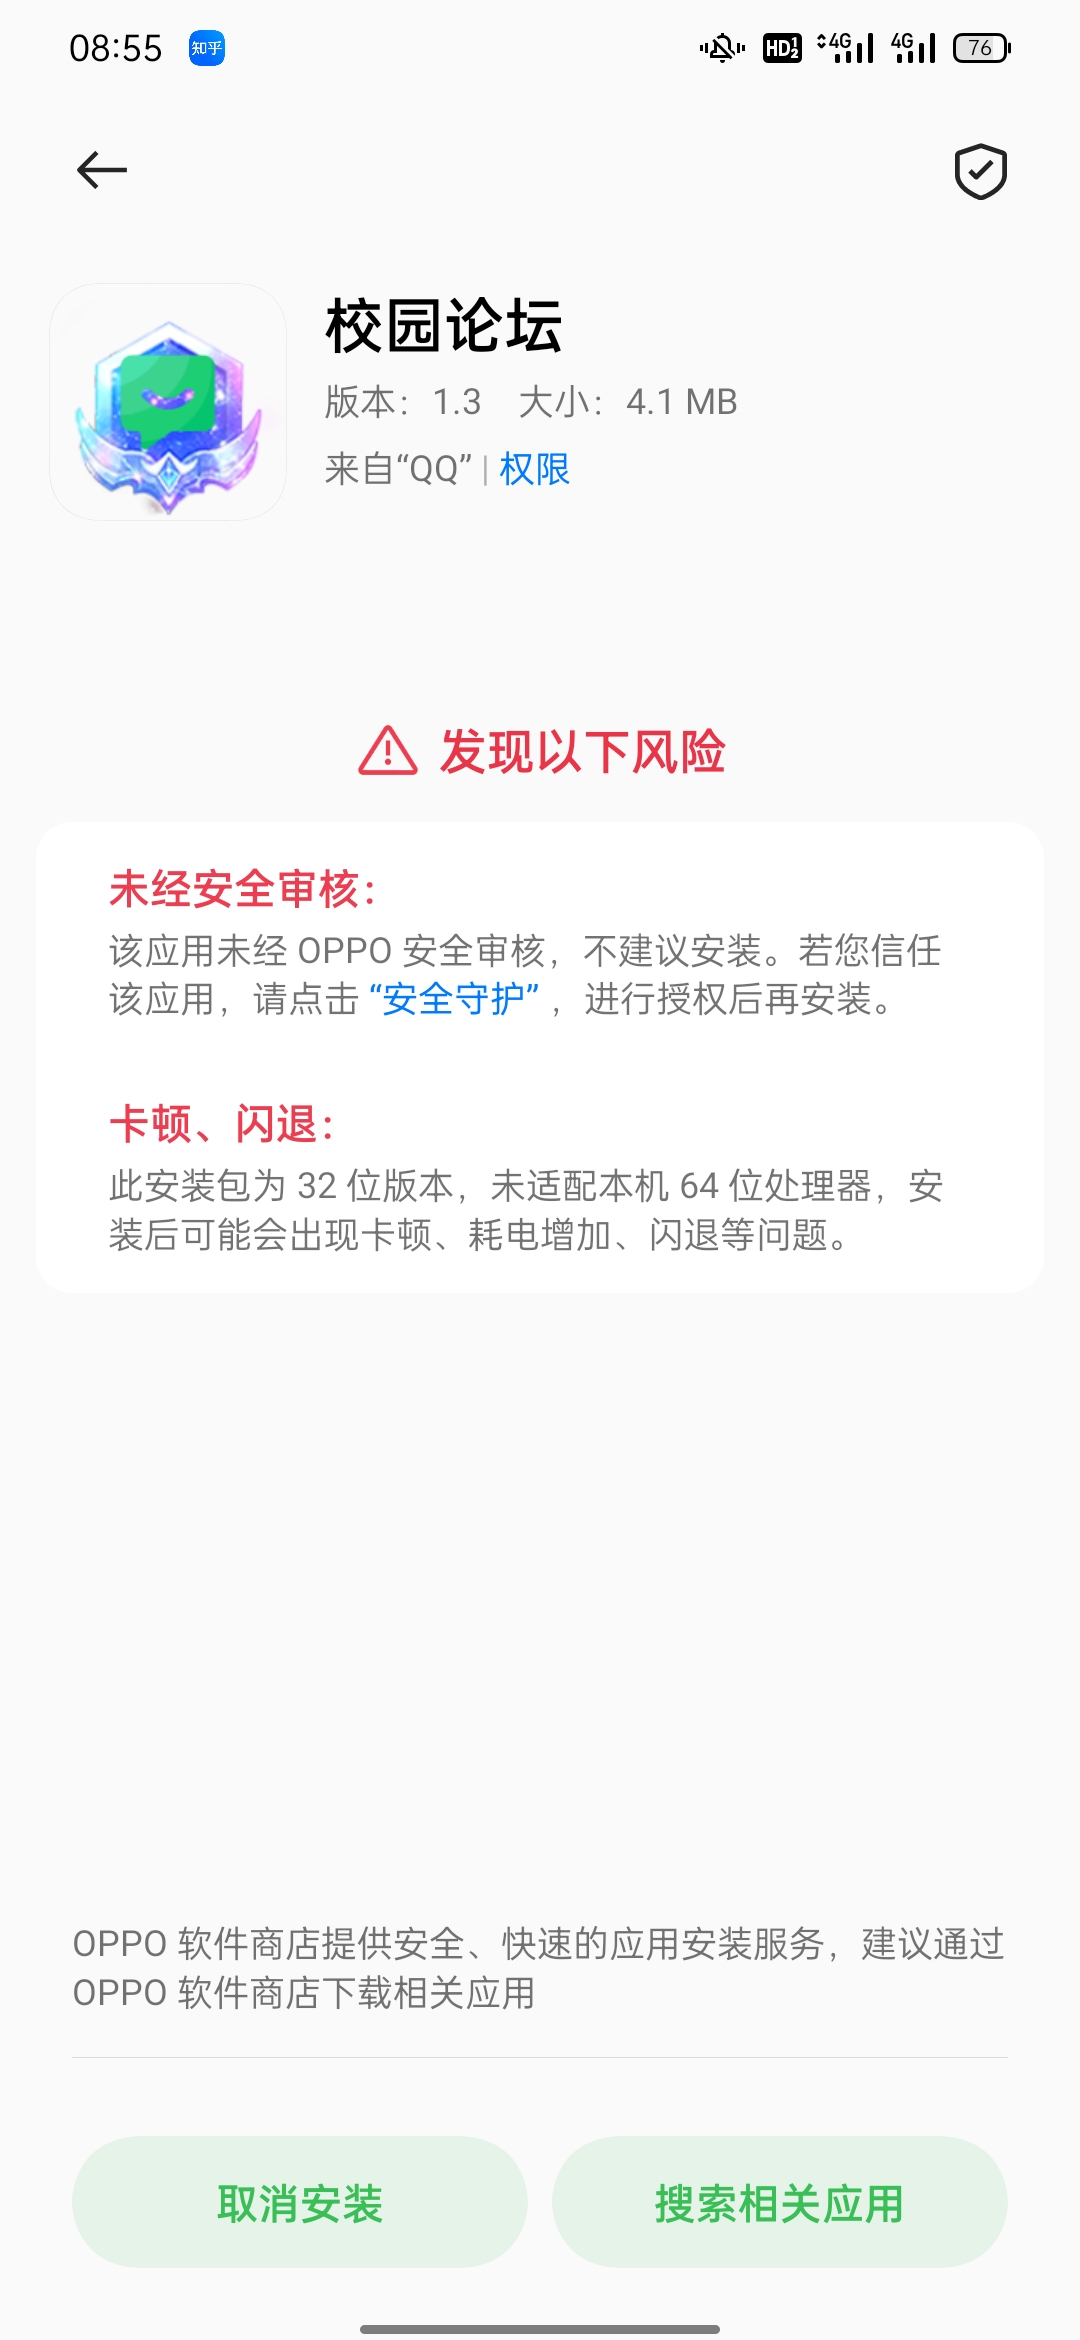 08:55 知乎 HD 1 2 4G 4G 76
校园论坛
版本：1.3 大小：4.1 MB
来自“QQ” | 权限
发现以下风险
未经安全审核：
该应用未经 OPPO 安全审核，不建议安装。若您信任
该应用，请点击 “安全守护” ，进行授权后再安装。
卡顿、闪退：
此安装包为 32 位版本，未适配本机 64 位处理器，安
装后可能会出现卡顿、耗电增加、闪退等问题。
OPPO 软件商店提供安全、快速的应用安装服务，建议通过
OPPO 软件商店下载相关应用
取消安装 搜索相关应用